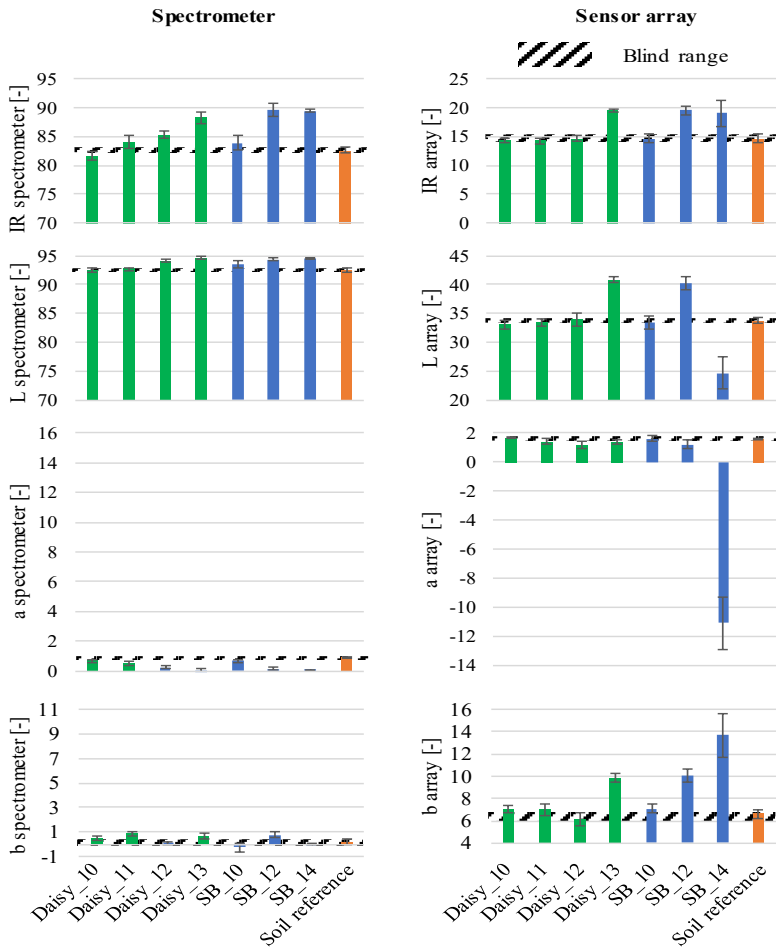 Spectrometer
Sensor array
Blind range
IR spectrometer [-]
95
90
85
80
75
70
IR array [-]
25
20
15
10
5
0
L spectrometer [-]
95
90
85
80
75
70
L array [-]
45
40
35
30
25
20
a spectrometer [-]
16
14
12
10
8
6
4
2
0
a array [-]
2
0
-2
-4
-6
-8
-10
-12
-14
b spectrometer [-]
11
9
7
5
3
1
-1
b array [-]
16
14
12
10
8
6
4
Daisy_10
Daisy_11
Daisy_12
Daisy_13
SB_10
SB_12
SB_14
Soil reference
Daisy_10
Daisy_11
Daisy_12
Daisy_13
SB_10
SB_12
SB_14
Soil reference